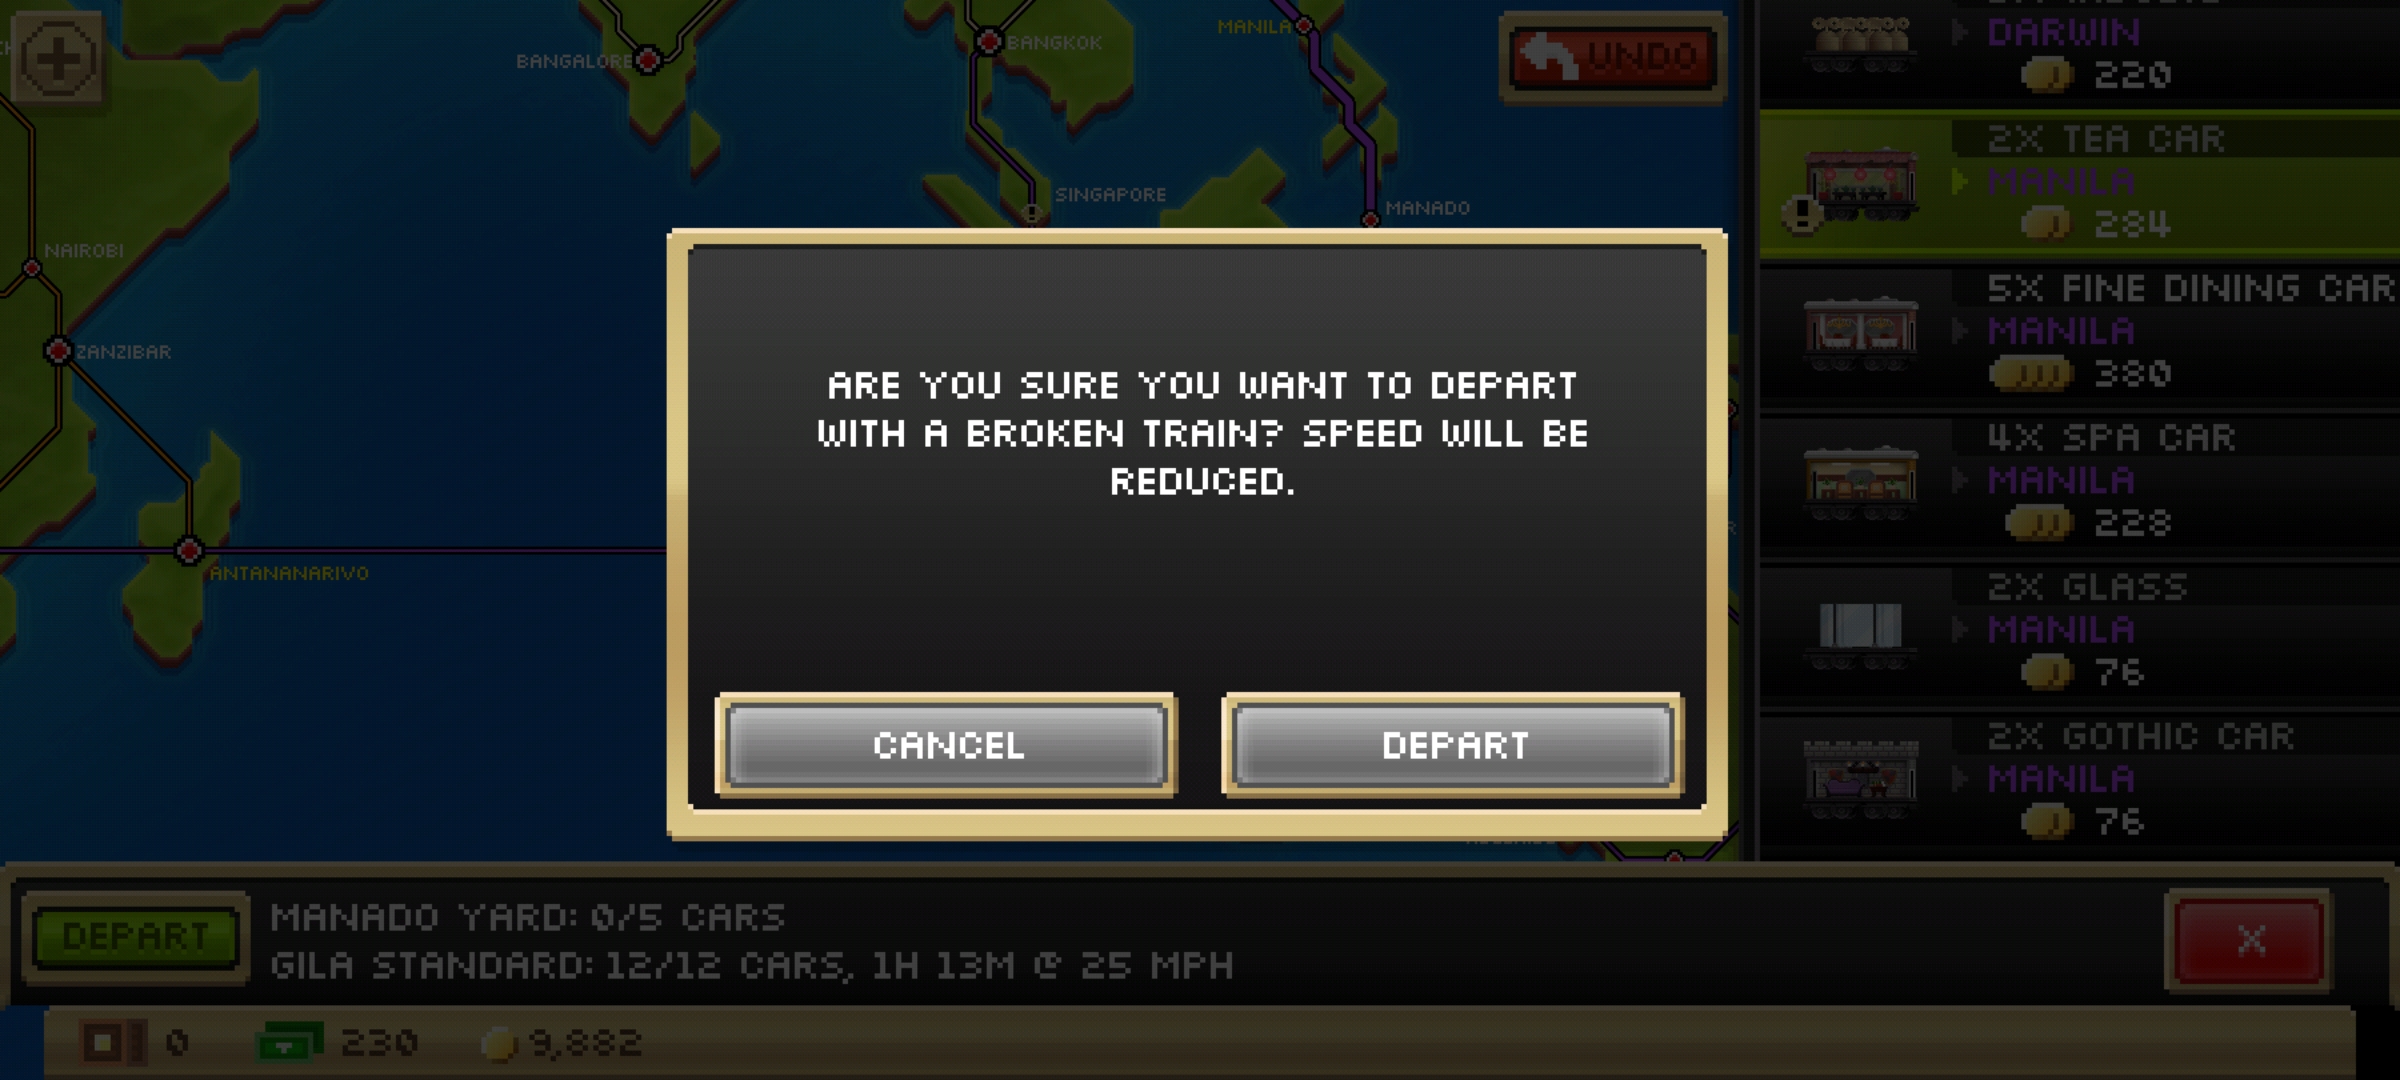 BANGALORE
BANGKOK
MANILA
UNDO
DARWIN
220
2X TEA CAR
MANILA
284
SINGAPORE
MANADO
NAIROBI
5X FINE DINING CAR
MANILA
380
ZANZIBAR
ARE YOU SURE YOU WANT TO DEPART
WITH A BROKEN TRAIN? SPEED WILL BE
REDUCED.
4X SPA CAR
MANILA
228
ANTANANARIVO
2X GLASS
MANILA
76
CANCEL
DEPART
2X GOTHIC CAR
MANILA
76
DEPART
MANADO YARD: 0/5 CARS
GILA STANDARD: 12/12 CARS, 1H 13M @ 25 MPH
X
0
230
9,882